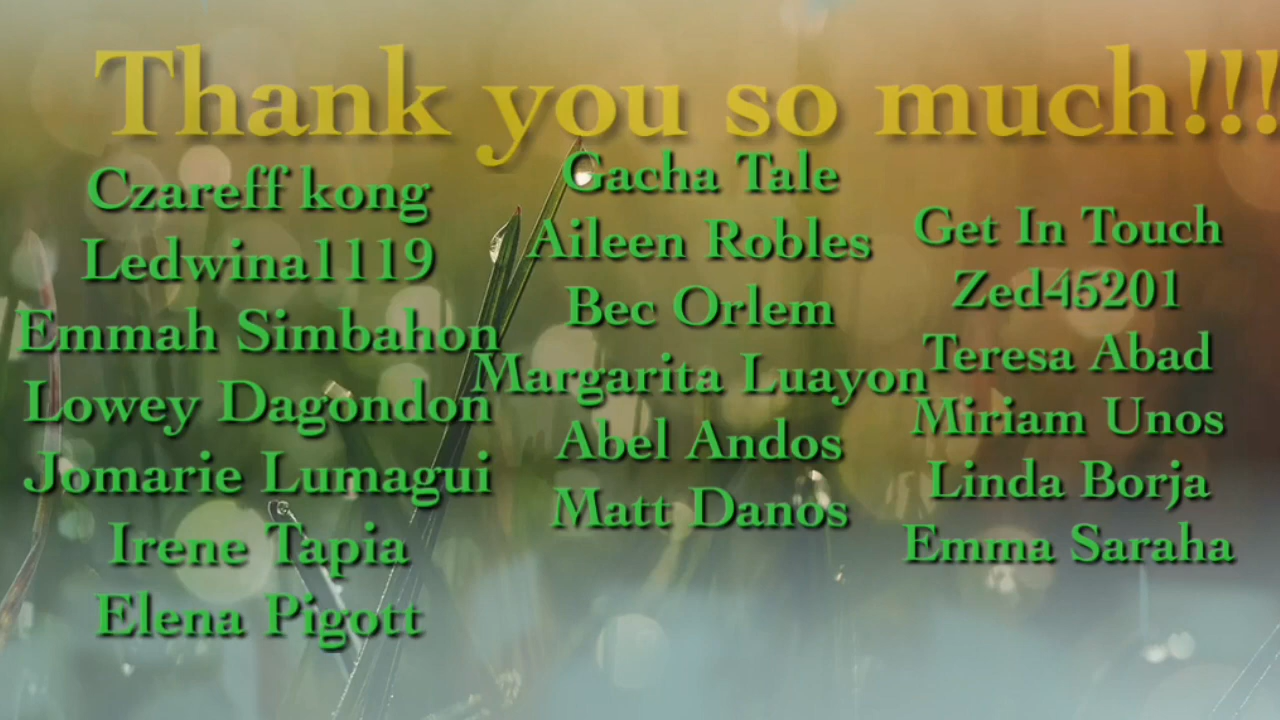 Thank you so much!!!
Czareff kong
Ledwina1119
Emmah Simbahon
Lowey Dagondon
Jomarie Lumagui
Irene Tapia
Elena Pigott
Gacha Tale
Aileen Robles
Bec Orlem
Margarita Luayon
Abel Andos
Matt Danos
Get In Touch
Zed45201
Teresa Abad
Miriam Unos
Linda Borja
Emma Saraha